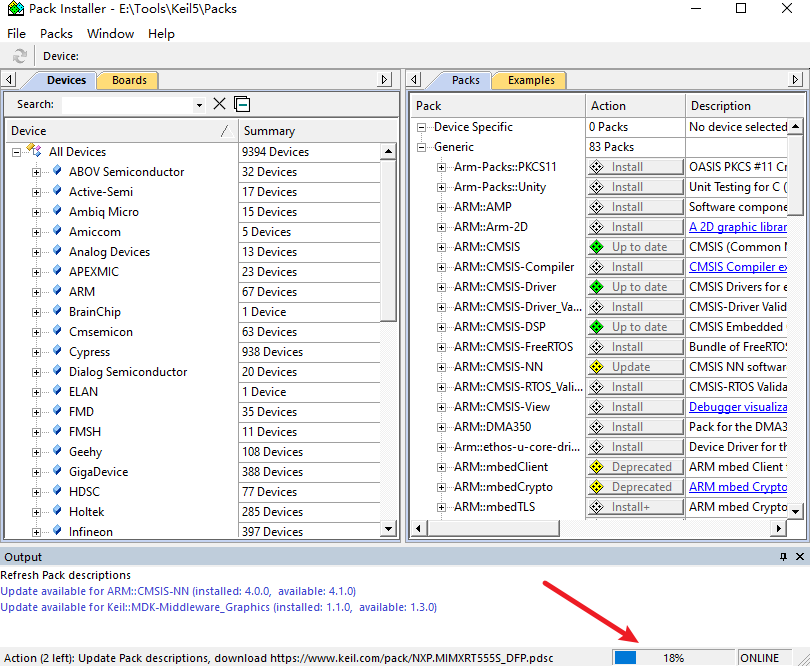 Pack Installer - E:\Tools\Keil5\Packs
File Packs Window Help
Device:
Devices Boards
Search:
Device Summary
All Devices 9394 Devices
ABOV Semiconductor 32 Devices
Active-Semi 17 Devices
Ambiq Micro 15 Devices
Amiccom 5 Devices
Analog Devices 13 Devices
APEXMIC 23 Devices
ARM 67 Devices
BrainChip 1 Device
Cmsemicon 63 Devices
Cypress 938 Devices
Dialog Semiconductor 20 Devices
ELAN 1 Device
FMD 35 Devices
FMSH 11 Devices
Geehy 108 Devices
GigaDevice 388 Devices
HDSC 77 Devices
Holtek 285 Devices
Infineon 397 Devices
Packs Examples
Pack Action Description
Device Specific 0 Packs No device selected
Generic 83 Packs
Arm-Packs::PKCS11 Install OASIS PKCS #11 Cr
Arm-Packs::Unity Install Unit Testing for C (
ARM::AMP Install Software compone
ARM::Arm-2D Install A 2D graphic librar
ARM::CMSIS Up to date CMSIS (Common M
ARM::CMSIS-Compiler Install CMSIS Compiler ex
ARM::CMSIS-Driver Up to date CMSIS Drivers for e
ARM::CMSIS-Driver_Va... Install CMSIS-Driver Valid
ARM::CMSIS-DSP Up to date CMSIS Embedded
ARM::CMSIS-FreeRTOS Install Bundle of FreeRTOS
ARM::CMSIS-NN Update CMSIS NN softwar
ARM::CMSIS-RTOS_Vali... Install CMSIS-RTOS Valida
ARM::CMSIS-View Install Debugger visualiza
ARM::DMA350 Install Pack for the DMA3
Arm::ethos-u-core-dri... Install Device Driver for th
ARM::mbedClient Deprecated ARM mbed Client
ARM::mbedCrypto Deprecated ARM mbed Crypto
ARM::mbedTLS Install+ ARM mbed Crypto
Output
Refresh Pack descriptions
Update available for ARM::CMSIS-NN (installed: 4.0.0, available: 4.1.0)
Update available for Keil::MDK-Middleware_Graphics (installed: 1.1.0, available: 1.3.0)
Action (2 left): Update Pack descriptions, download https://www.keil.com/pack/NXP.MIMXRT555S_DFP.pdsc 18% ONLINE